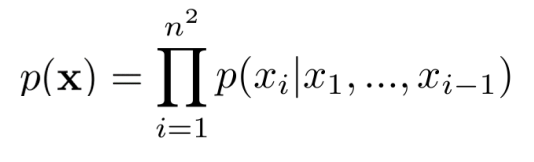 p(x) = ∏_{i=1}^{n^2} p(x_i|x_1, ..., x_{i-1})